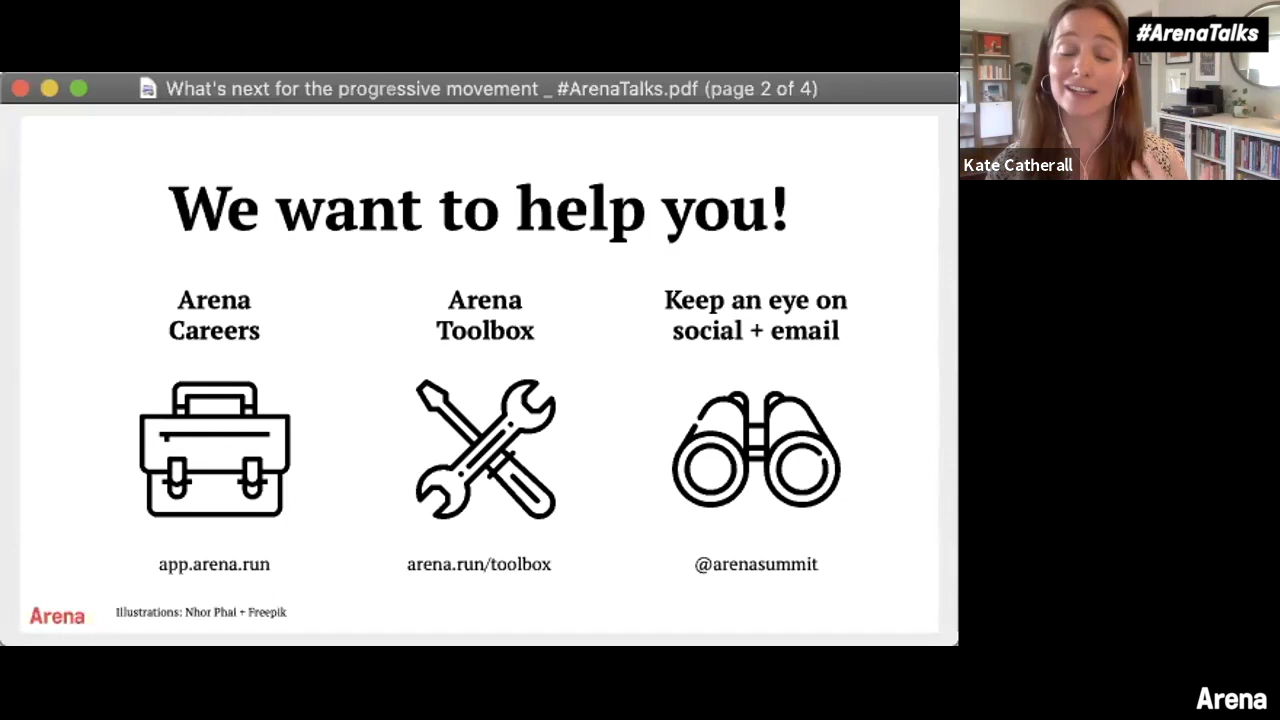 What's next for the progressive movement _ #ArenaTalks.pdf (page 2 of 4)
We want to help you!
Arena
Careers
Arena
Toolbox
Keep an eye on
social + email
app.arena.run
arena.run/toolbox
@arenasummit
Arena
Illustrations: Nhor Phai + Freepik
#ArenaTalks
Kate Catherall
Arena